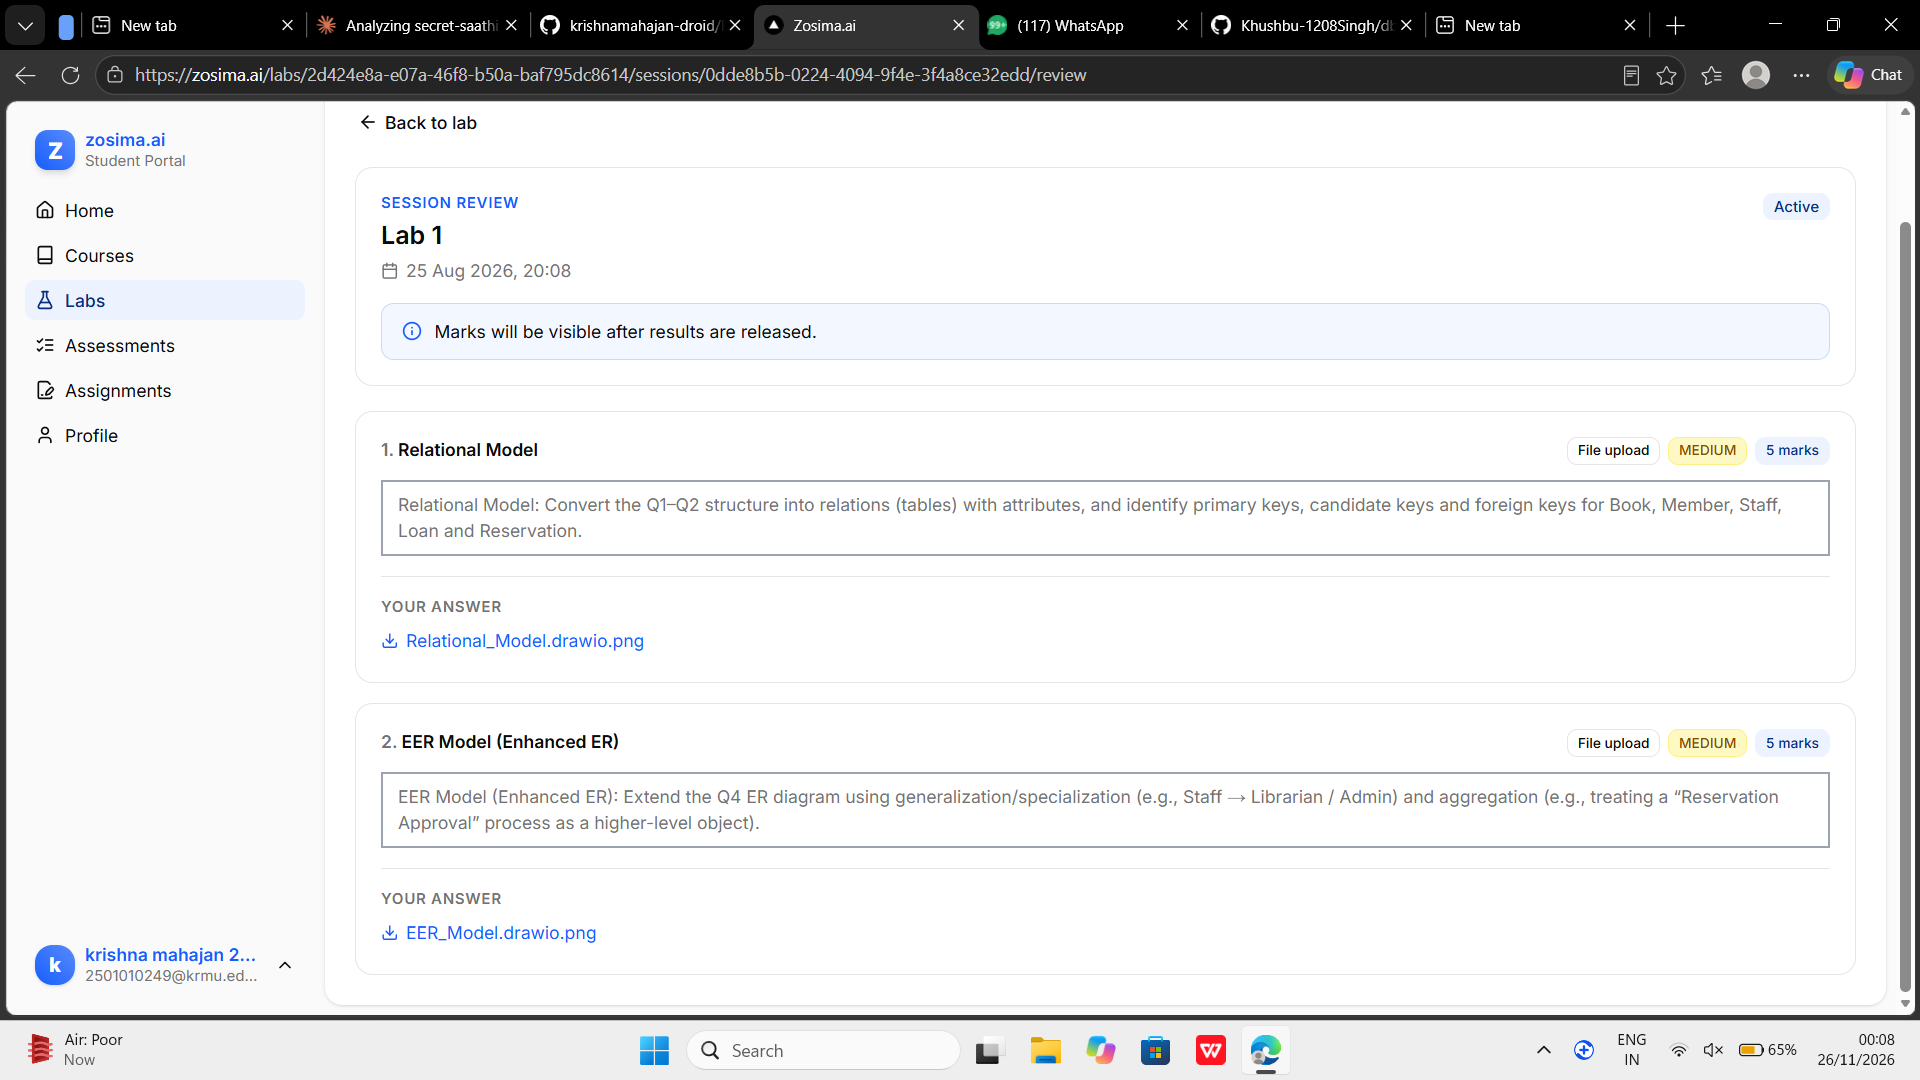 New tab
Analyzing secret-saathi
krishnamahajan-droid/
Zosima.ai
(117) WhatsApp
Khushbu-1208Singh/db
New tab
https://zosima.ai/labs/2d424e8a-e07a-46f8-b50a-baf795dc8614/sessions/0dde8b5b-0224-4094-9f4e-3f4a8ce32edd/review
Chat
Z
zosima.ai
Student Portal
Home
Courses
Labs
Assessments
Assignments
Profile
k
krishna mahajan 2...
2501010249@krmu.ed...
Back to lab
SESSION REVIEW
Active
Lab 1
25 Aug 2026, 20:08
Marks will be visible after results are released.
1. Relational Model
File upload
MEDIUM
5 marks
Relational Model: Convert the Q1–Q2 structure into relations (tables) with attributes, and identify primary keys, candidate keys and foreign keys for Book, Member, Staff,
Loan and Reservation.
YOUR ANSWER
Relational_Model.drawio.png
2. EER Model (Enhanced ER)
File upload
MEDIUM
5 marks
EER Model (Enhanced ER): Extend the Q4 ER diagram using generalization/specialization (e.g., Staff → Librarian / Admin) and aggregation (e.g., treating a “Reservation
Approval” process as a higher-level object).
YOUR ANSWER
EER_Model.drawio.png
Air: Poor
Now
Search
ENG
IN
65%
00:08
26/11/2026